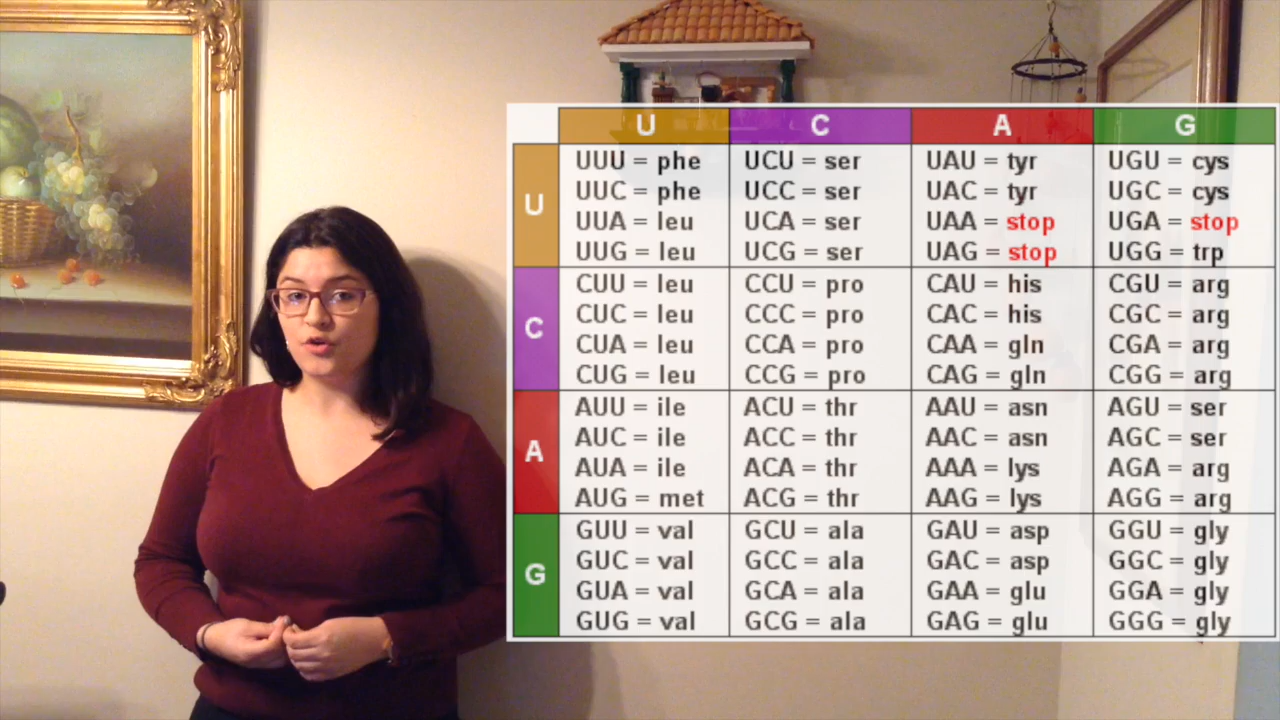 U C A G
U
UUU = phe UCU = ser UAU = tyr UGU = cys
UUC = phe UCC = ser UAC = tyr UGC = cys
UUA = leu UCA = ser UAA = stop UGA = stop
UUG = leu UCG = ser UAG = stop UGG = trp
C
CUU = leu CCU = pro CAU = his CGU = arg
CUC = leu CCC = pro CAC = his CGC = arg
CUA = leu CCA = pro CAA = gln CGA = arg
CUG = leu CCG = pro CAG = gln CGG = arg
A
AUU = ile ACU = thr AAU = asn AGU = ser
AUC = ile ACC = thr AAC = asn AGC = ser
AUA = ile ACA = thr AAA = lys AGA = arg
AUG = met ACG = thr AAG = lys AGG = arg
G
GUU = val GCU = ala GAU = asp GGU = gly
GUC = val GCC = ala GAC = asp GGC = gly
GUA = val GCA = ala GAA = glu GGA = gly
GUG = val GCG = ala GAG = glu GGG = gly